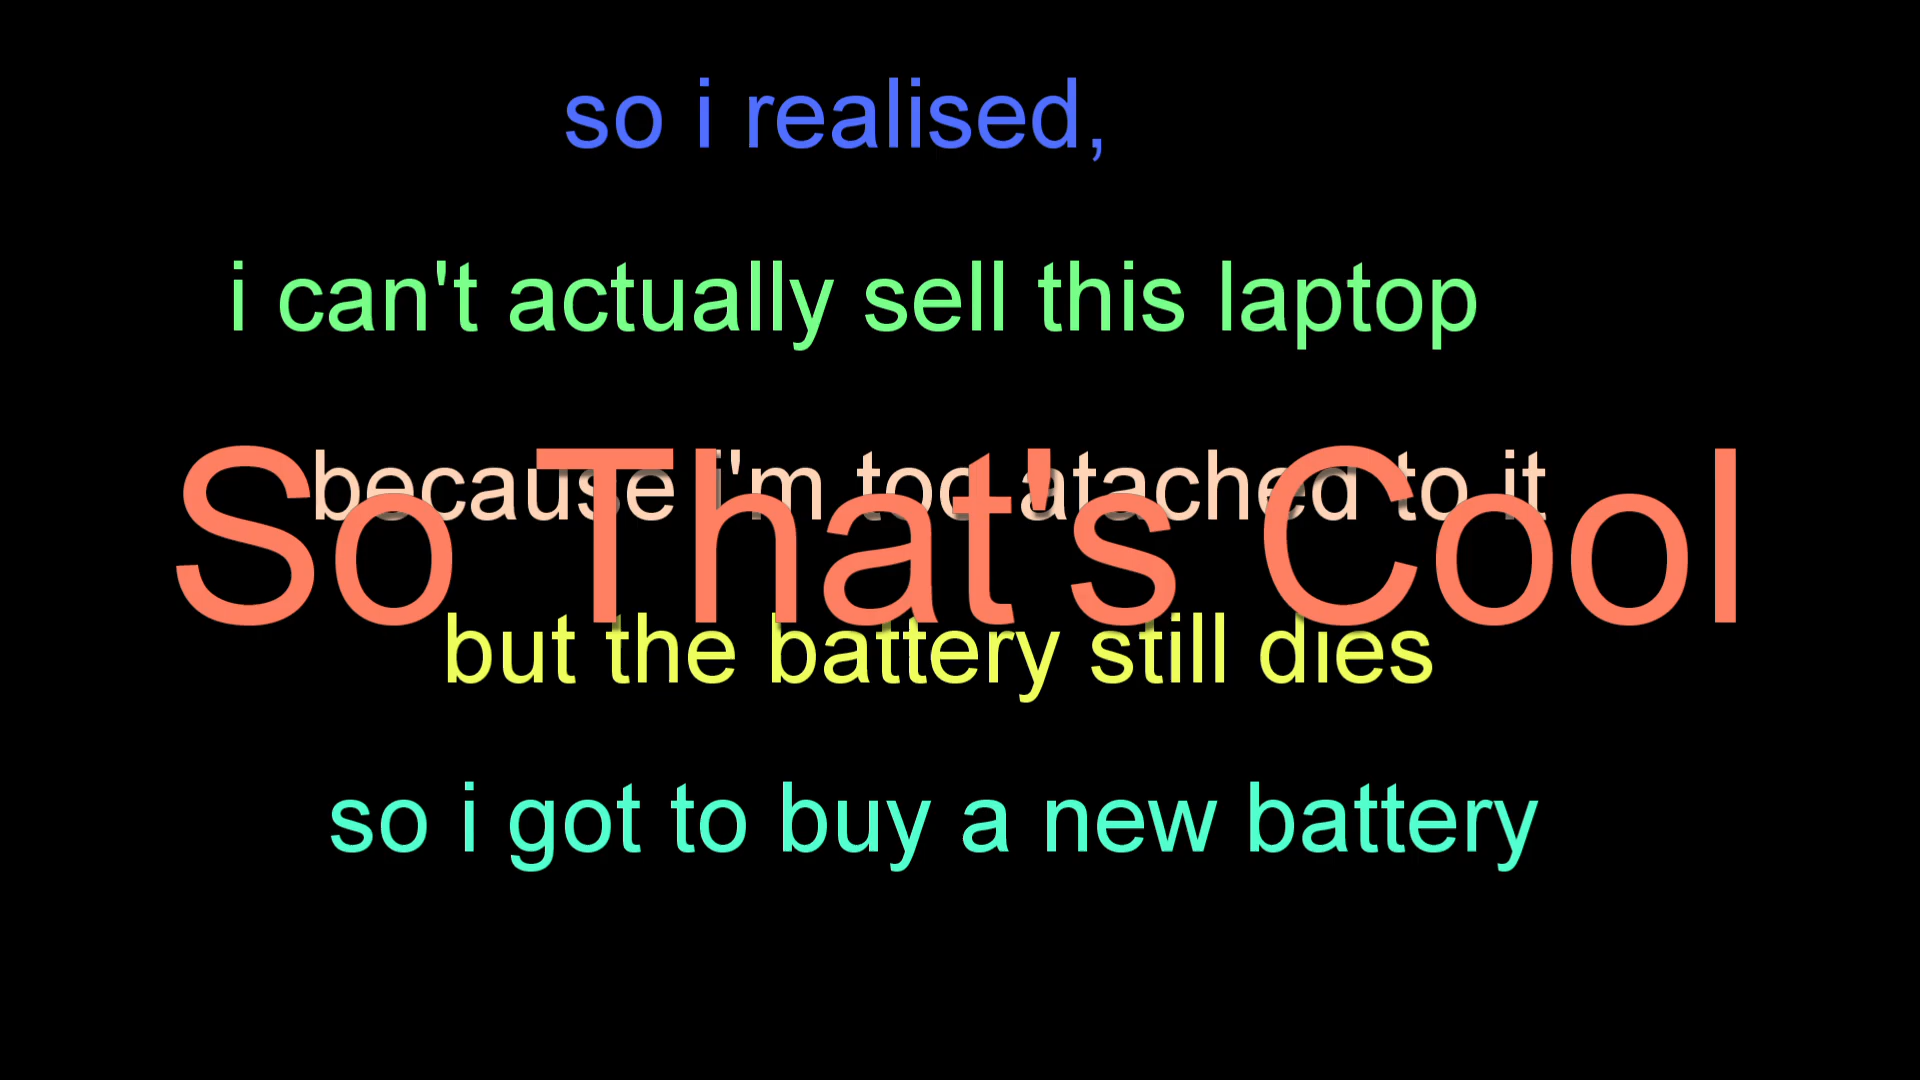 so i realised,
i can't actually sell this laptop
because i'm too atached to it
So That's Cool
but the battery still dies
so i got to buy a new battery